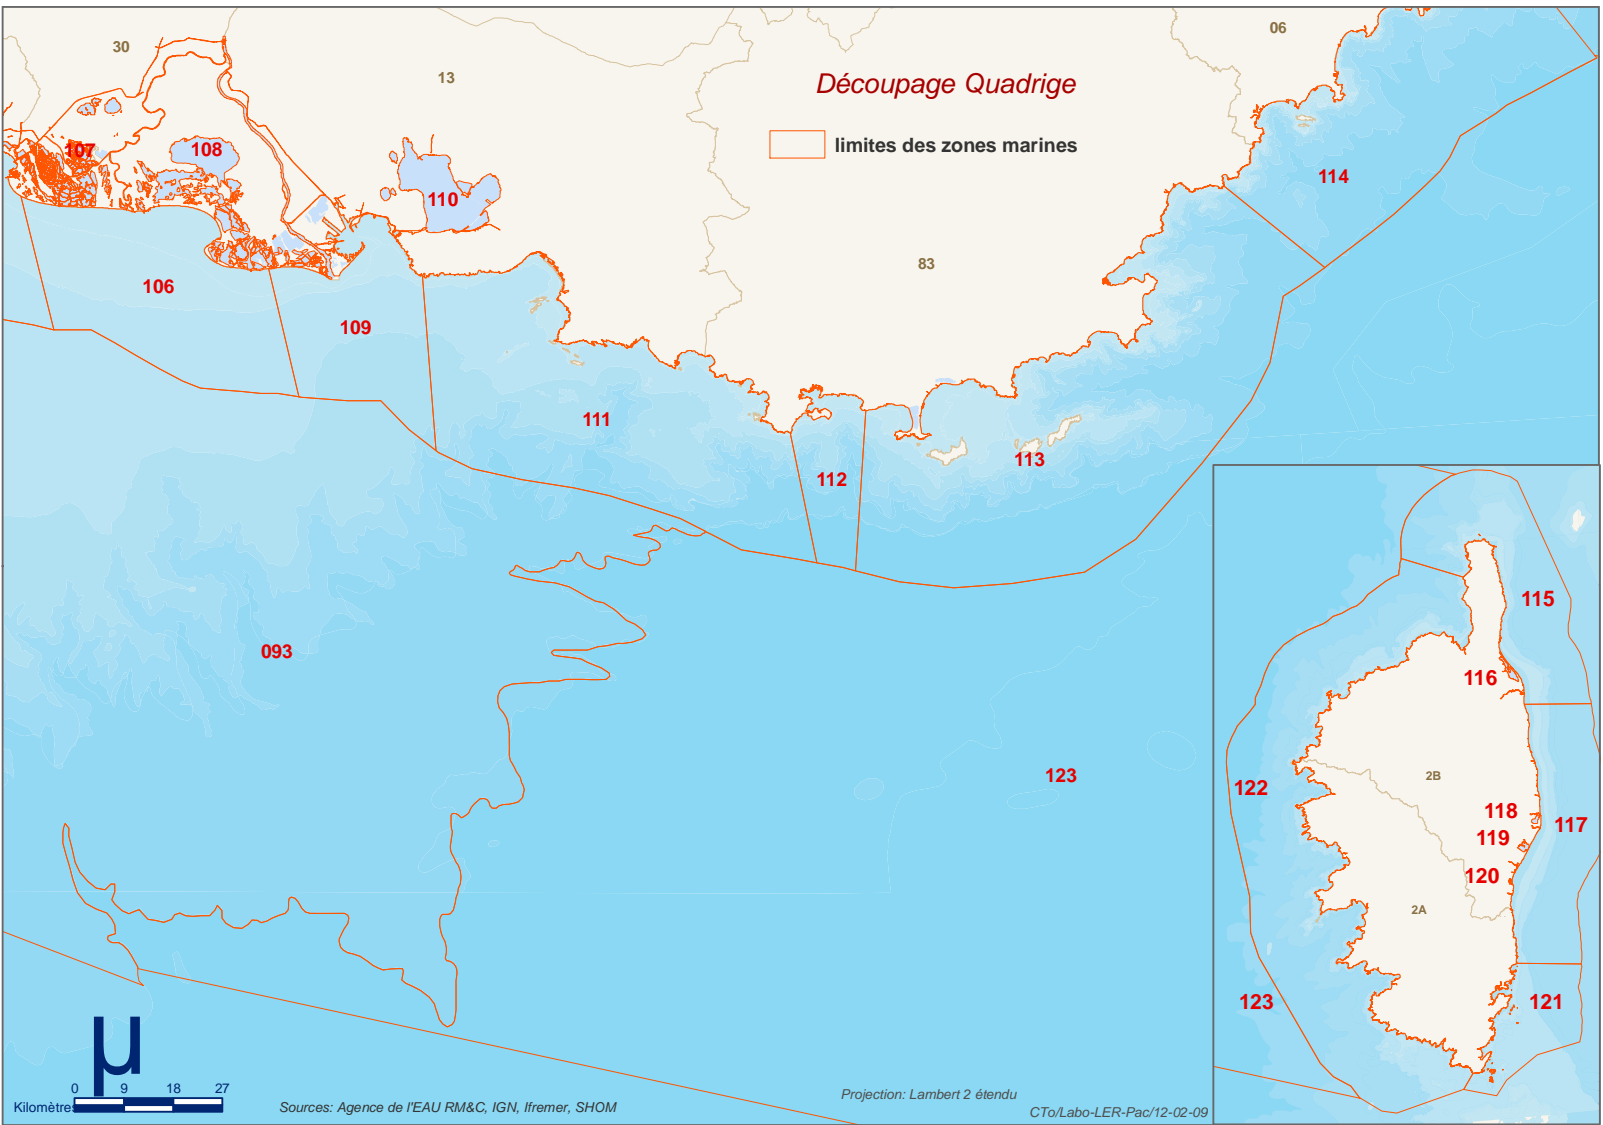 30
06
13
Découpage Quadrige
limites des zones marines
107
108
110
114
83
106
109
111
112
113
093
123
115
116
2B
122
118
117
119
120
2A
123
121
µ
0 9 18 27
Kilomètres
Sources: Agence de l'EAU RM&C, IGN, Ifremer, SHOM
Projection: Lambert 2 étendu
CTo/Labo-LER-Pac/12-02-09